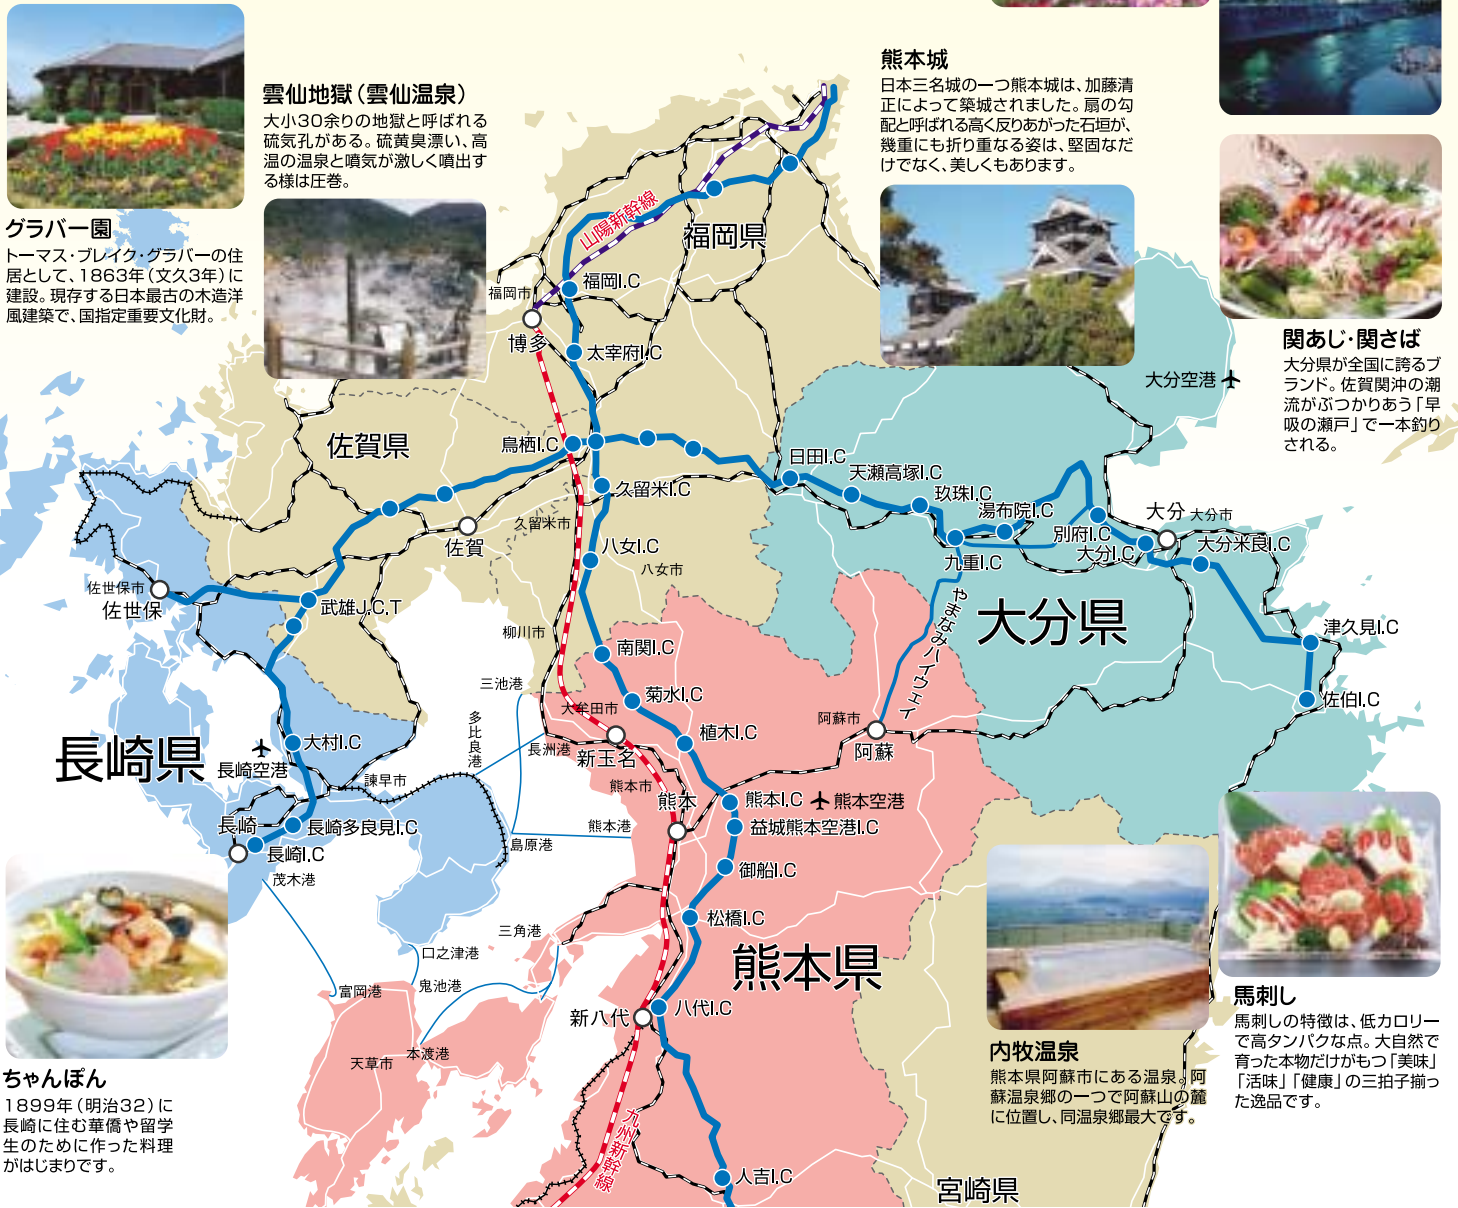 グラバー園
トーマス・ブレイク・グラバーの住
居として、1863年(文久3年)に
建設。現存する日本最古の木造洋
風建築で、国指定重要文化財。
雲仙地獄(雲仙温泉)
大小30余りの地獄と呼ばれる
硫気孔がある。硫黄臭漂い、高
温の温泉と噴気が激しく噴出す
る様は圧巻。
熊本城
日本三名城の一つ熊本城は、加藤清
正によって築城されました。扇の勾
配と呼ばれる高く反りあがった石垣が、
幾重にも折り重なる姿は、堅固なだ
けでなく、美しくもあります。
関あじ・関さば
大分県が全国に誇るブ
ランド。佐賀関沖の潮
流がぶつかりあう「早
吸の瀬戸」で一本釣り
される。
山陽新幹線
福岡県
福岡I.C
福岡市
博多
太宰府I.C
大分空港
佐賀県
鳥栖I.C
日田I.C
天瀬高塚I.C
久留米I.C
玖珠I.C
湯布院I.C
久留米市
別府I.C
大分
大分市
佐賀
八女I.C
九重I.C
大分I.C
大分米良I.C
八女市
佐世保市
佐世保
武雄J.C.T
やまなみハイウェイ
大分県
柳川市
津久見I.C
南関I.C
三池港
菊水I.C
佐伯I.C
大牟田市
多比良港
阿蘇市
植木I.C
長崎県
大村I.C
長洲港
新玉名
阿蘇
長崎空港
諫早市
熊本市
熊本
熊本I.C
熊本空港
長崎
長崎多良見I.C
熊本港
益城熊本空港I.C
島原港
長崎I.C
茂木港
御船I.C
松橋I.C
三角港
口之津港
熊本県
富岡港
鬼池港
新八代
八代I.C
天草市
本渡港
九州新幹線
人吉I.C
宮崎県
ちゃんぽん
1899年(明治32)に
長崎に住む華僑や留学
生のために作った料理
がはじまりです。
内牧温泉
熊本県阿蘇市にある温泉。阿
蘇温泉郷の一つで阿蘇山の麓
に位置し、同温泉郷最大です。
馬刺し
馬刺しの特徴は、低カロリー
で高タンパクな点。大自然で
育った本物だけがもつ「美味」
「活味」「健康」の三拍子揃っ
た逸品です。